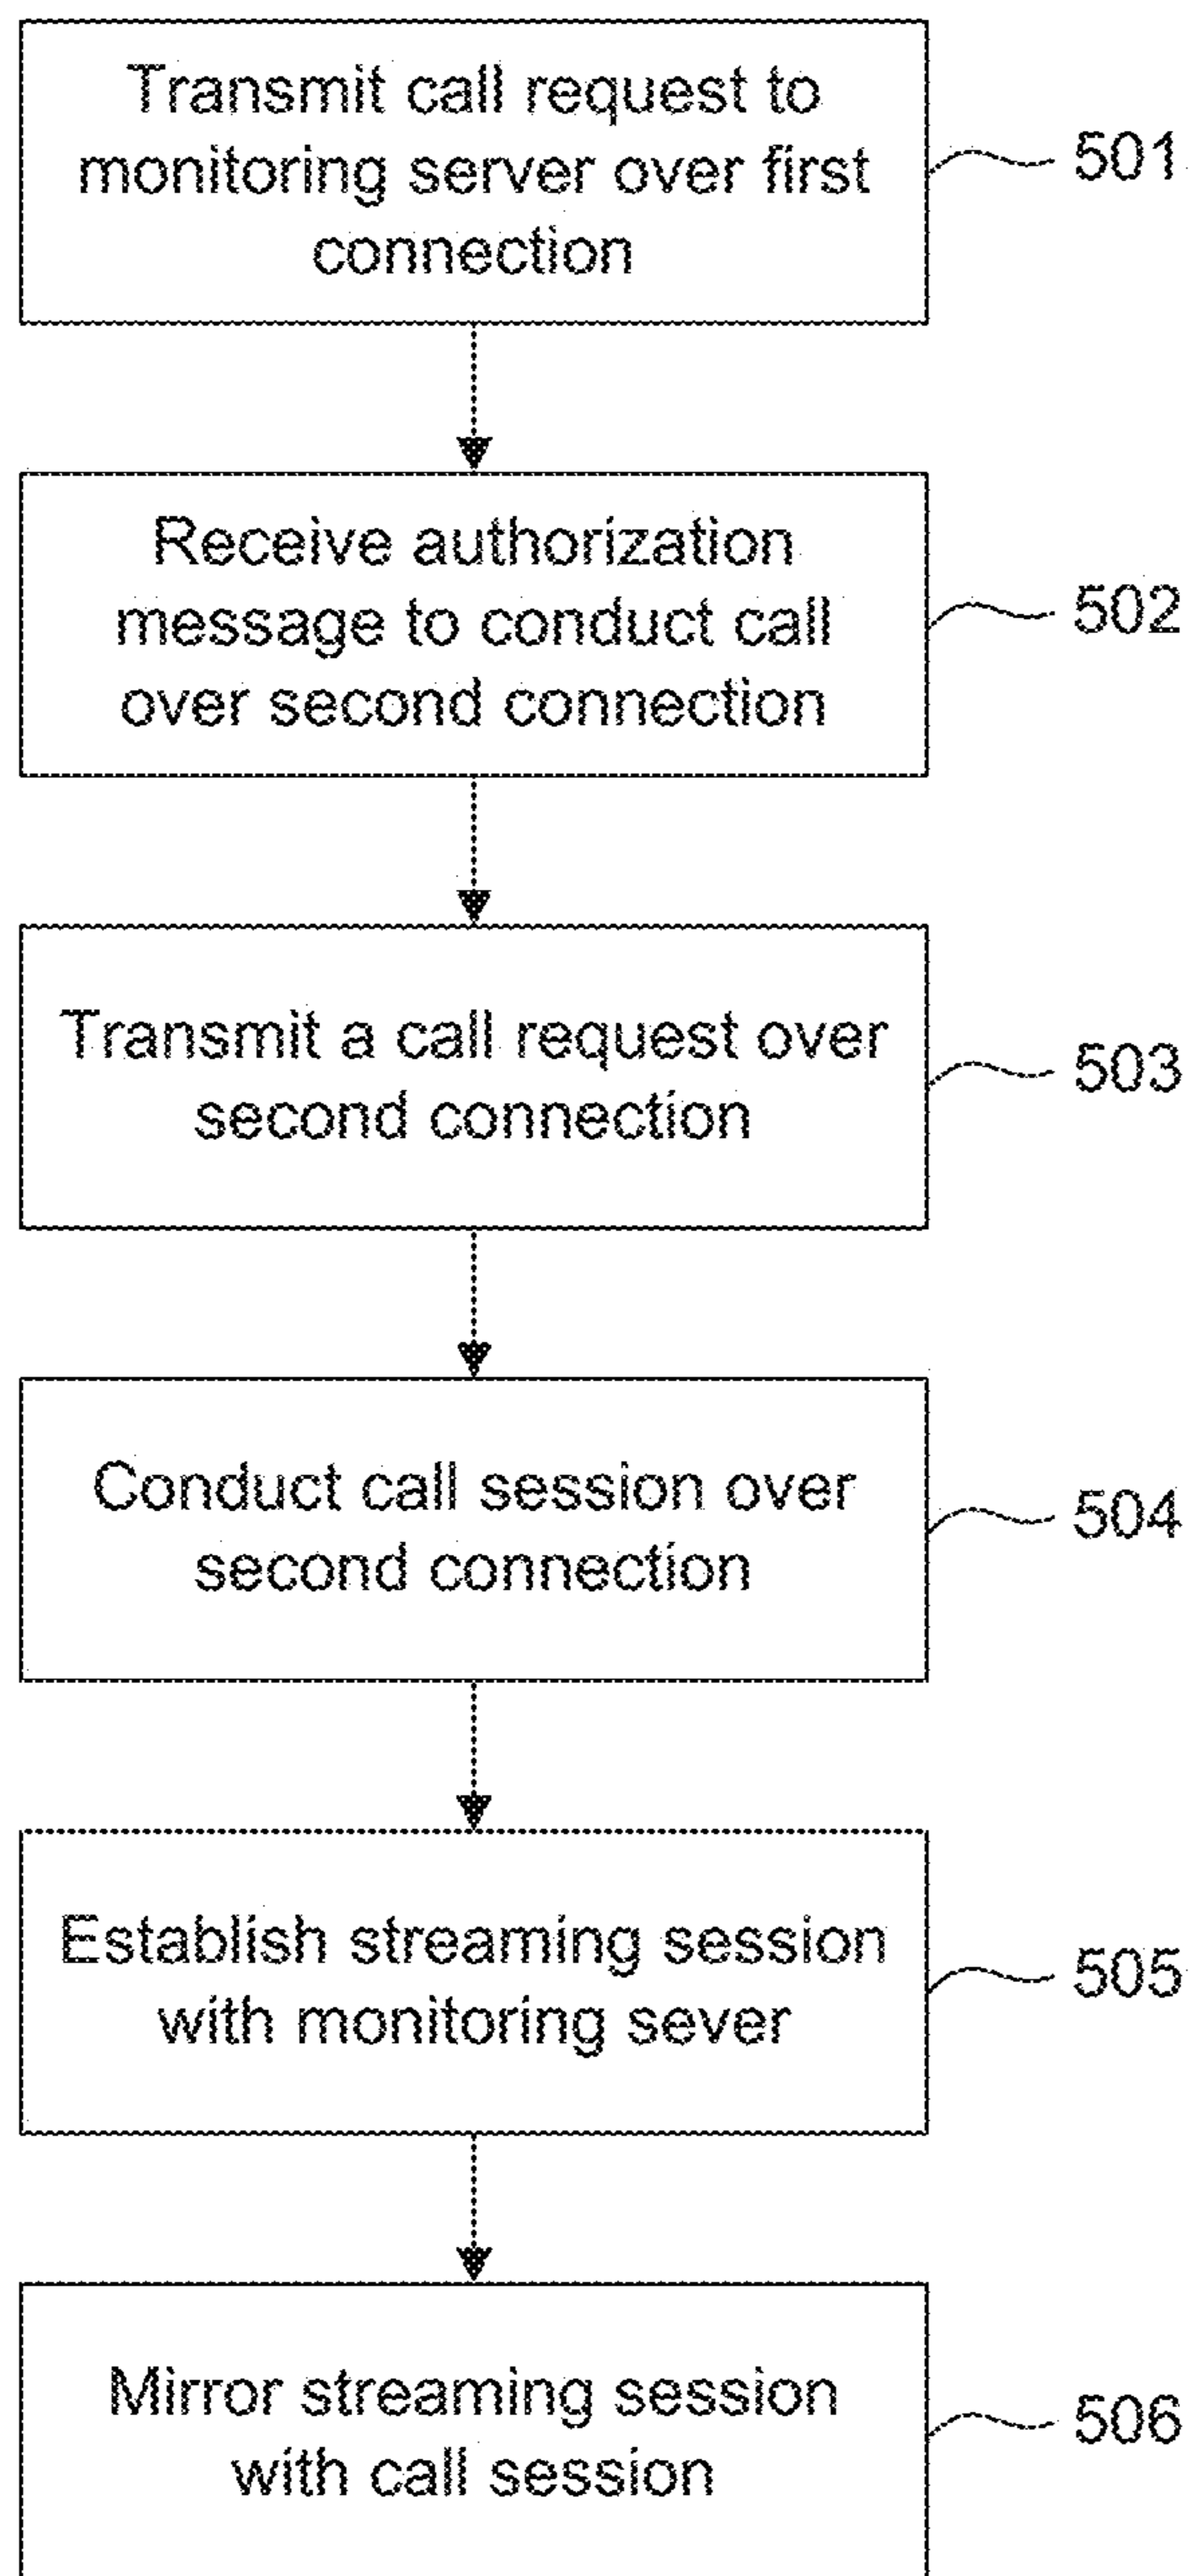 Transmit call request to
monitoring server over first
connection
501
Receive authorization
message to conduct call
over second connection
502
Transmit a call request over
second connection
503
Conduct call session over
second connection
504
Establish streaming session
with monitoring sever
505
Mirror streaming session
with call session
506